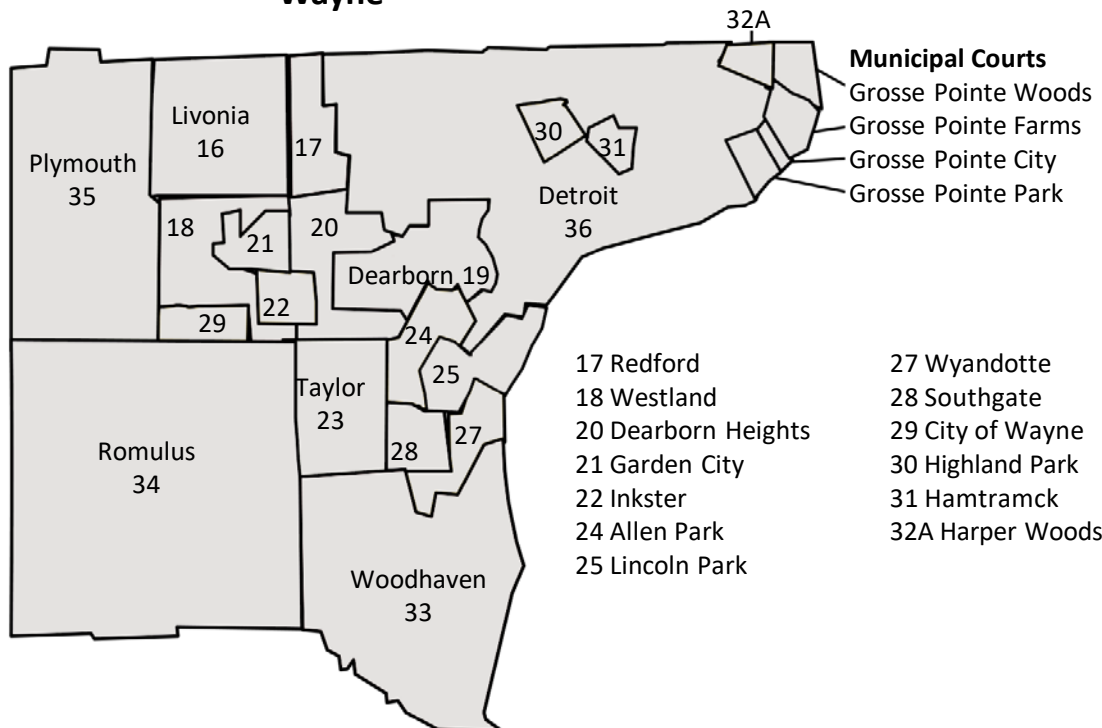 Wayne
32A
Municipal Courts
Grosse Pointe Woods
Grosse Pointe Farms
Grosse Pointe City
Grosse Pointe Park
Livonia
16
17
30
31
Plymouth
35
Detroit
36
18
21
20
Dearborn 19
22
29
24
25
Taylor
23
28
27
Romulus
34
Woodhaven
33
17 Redford
18 Westland
20 Dearborn Heights
21 Garden City
22 Inkster
24 Allen Park
25 Lincoln Park
27 Wyandotte
28 Southgate
29 City of Wayne
30 Highland Park
31 Hamtramck
32A Harper Woods